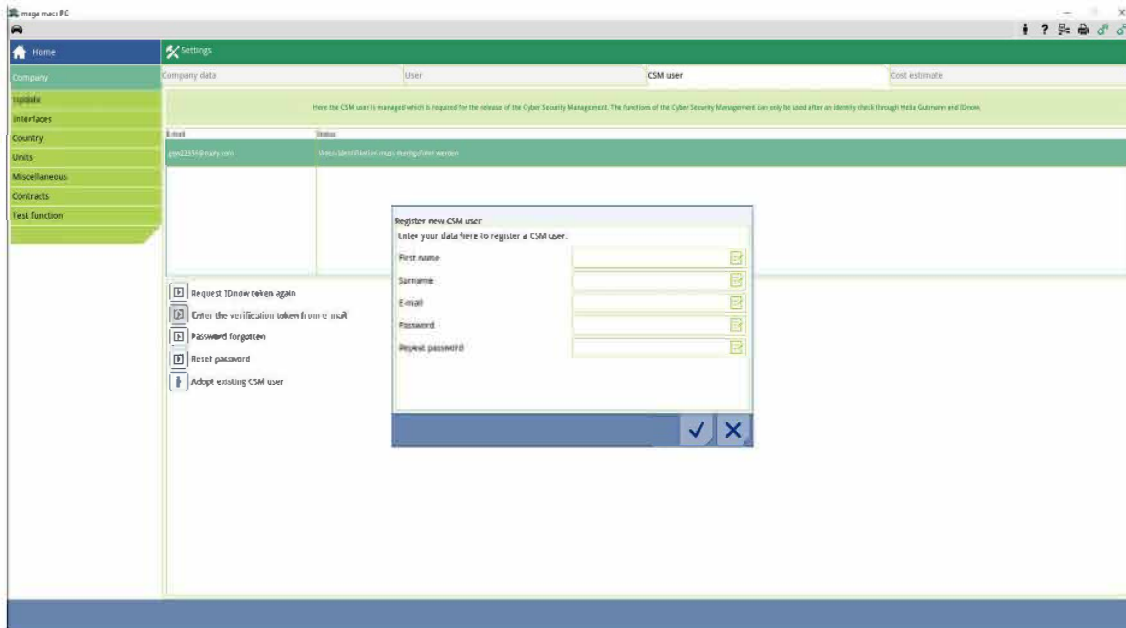 mega macs PC
Home
Settings
Company
Company data
User
CSM user
Cost estimate
Update
Interfaces
Country
Units
Miscellaneous
Contracts
Test function
Here the CSM user is managed which is required for the release of the Cyber Security Management. The functions of the Cyber Security Management can only be used after an identity check through Hella Gutmann and IDnow.
E-mail
Status
Register new CSM user
Enter your data here to register a CSM user.
First name
Surname
E-mail
Password
Repeat password
Request IDnow token again
Enter the verification token from e-mail
Password forgotten
Reset password
Adopt existing CSM user